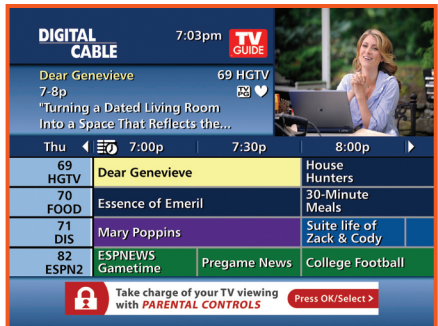 DIGITAL
CABLE
7:03pm
TV
GUIDE
Dear Genevieve 69 HGTV
7-8p
"Turning a Dated Living Room
Into a Space That Reflects the...
Thu 7:00p 7:30p 8:00p
69
HGTV
Dear Genevieve
House
Hunters
70
FOOD
Essence of Emeril
30-Minute
Meals
71
DIS
Mary Poppins
Suite life of
Zack & Cody
82
ESPN2
ESPNEWS
Gametime
Pregame News
College Football
Take charge of your TV viewing
with PARENTAL CONTROLS
Press OK/Select >